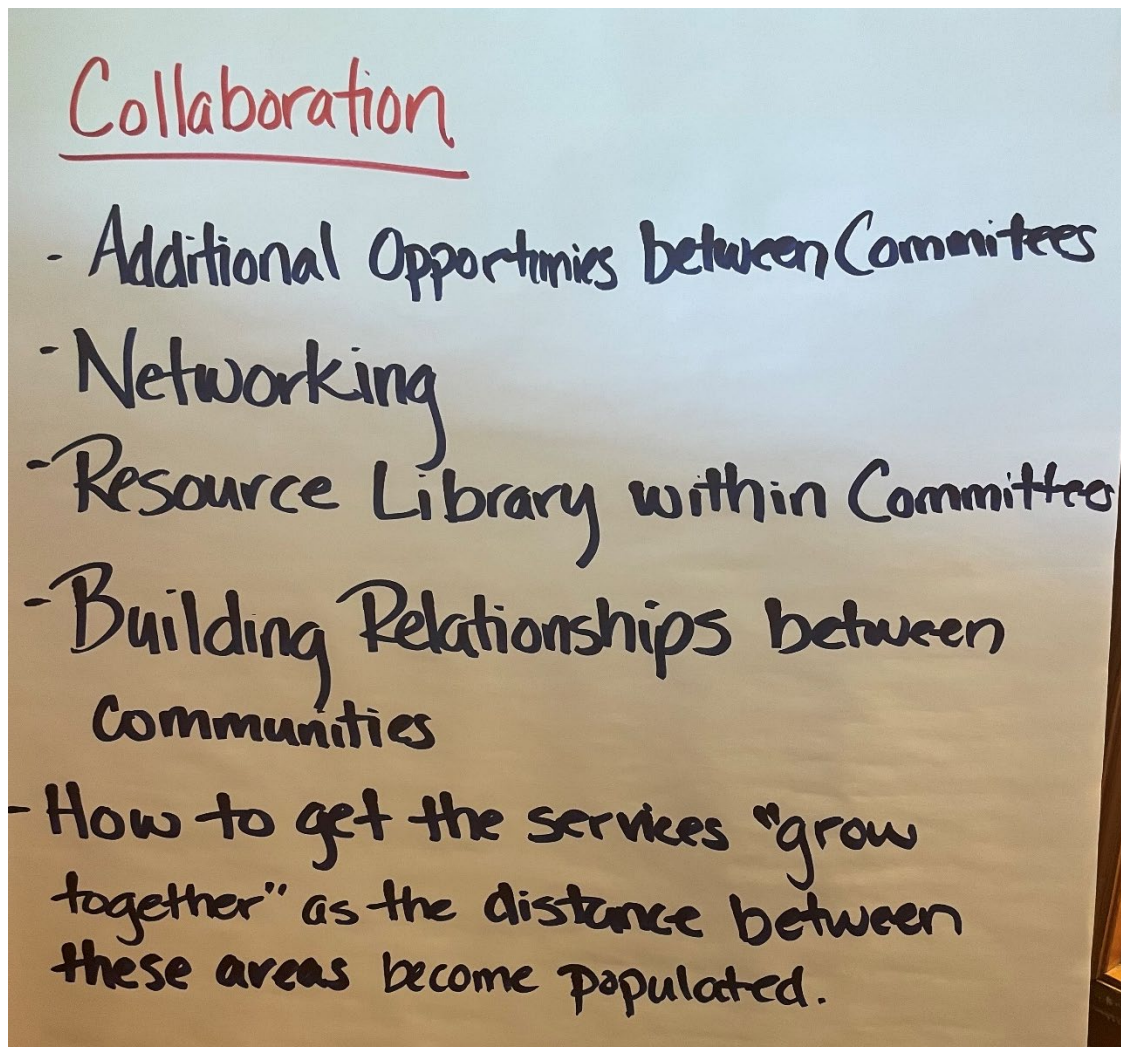 Collaboration
- Additional Opportunies between Commitees
- Networking
- Resource Library within Committees
- Building Relationships between
communities
- How to get the services "grow
together" as the distance between
these areas become populated.